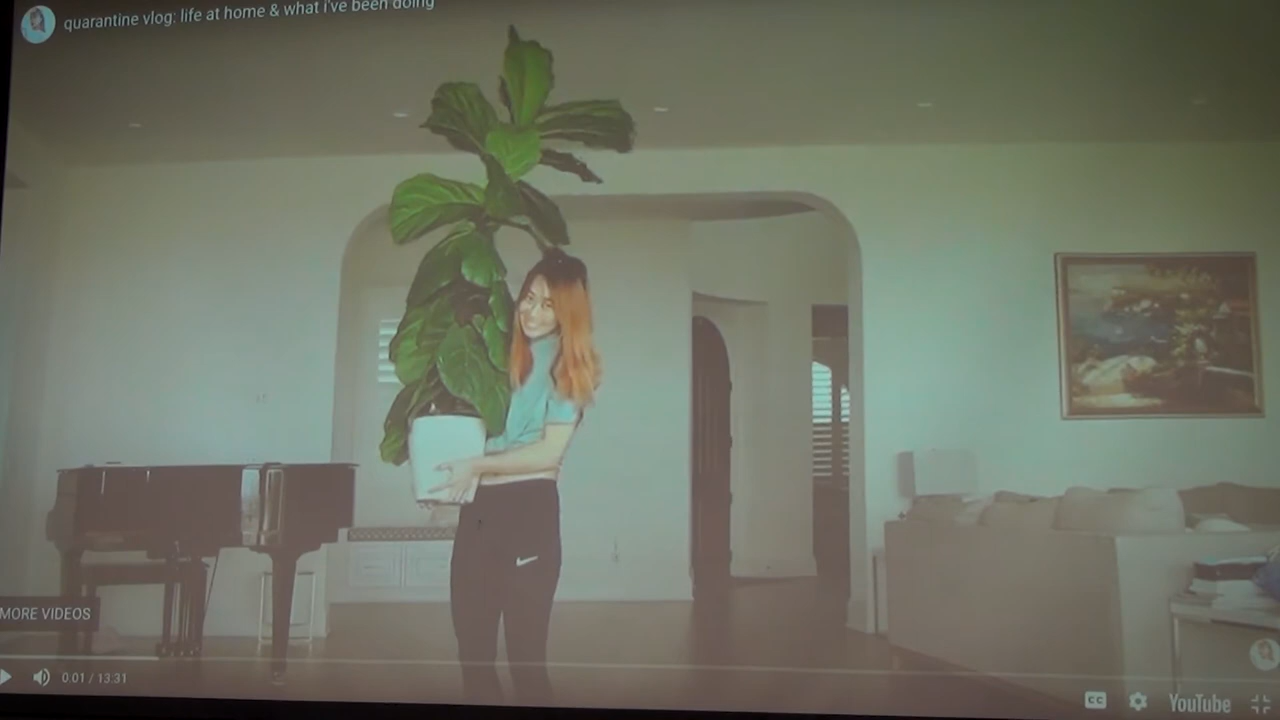 quarantine vlog: life at home & what i've been doing
MORE VIDEOS
0:01 / 13:31
CC
YouTube